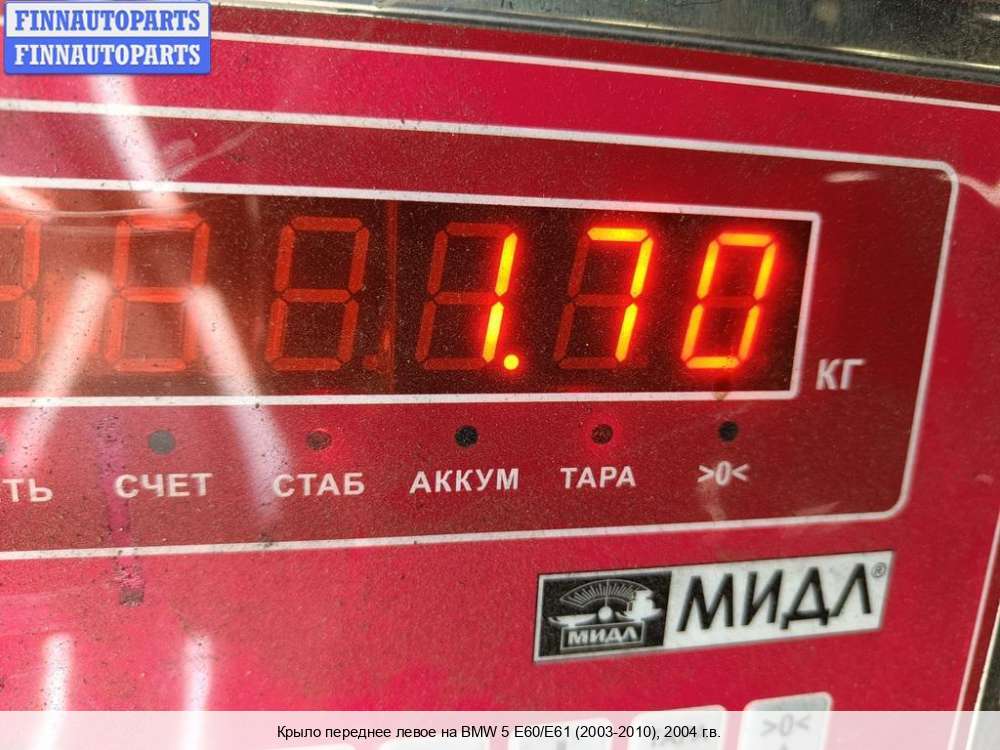 FINNAUTOPARTS
FINNAUTOPARTS
1.70
КГ
СЧЕТ СТАБ АККУМ ТАРА >0<
МИДЛ МИДЛ®
>0<
Крыло переднее левое на BMW 5 E60/E61 (2003-2010), 2004 г.в.